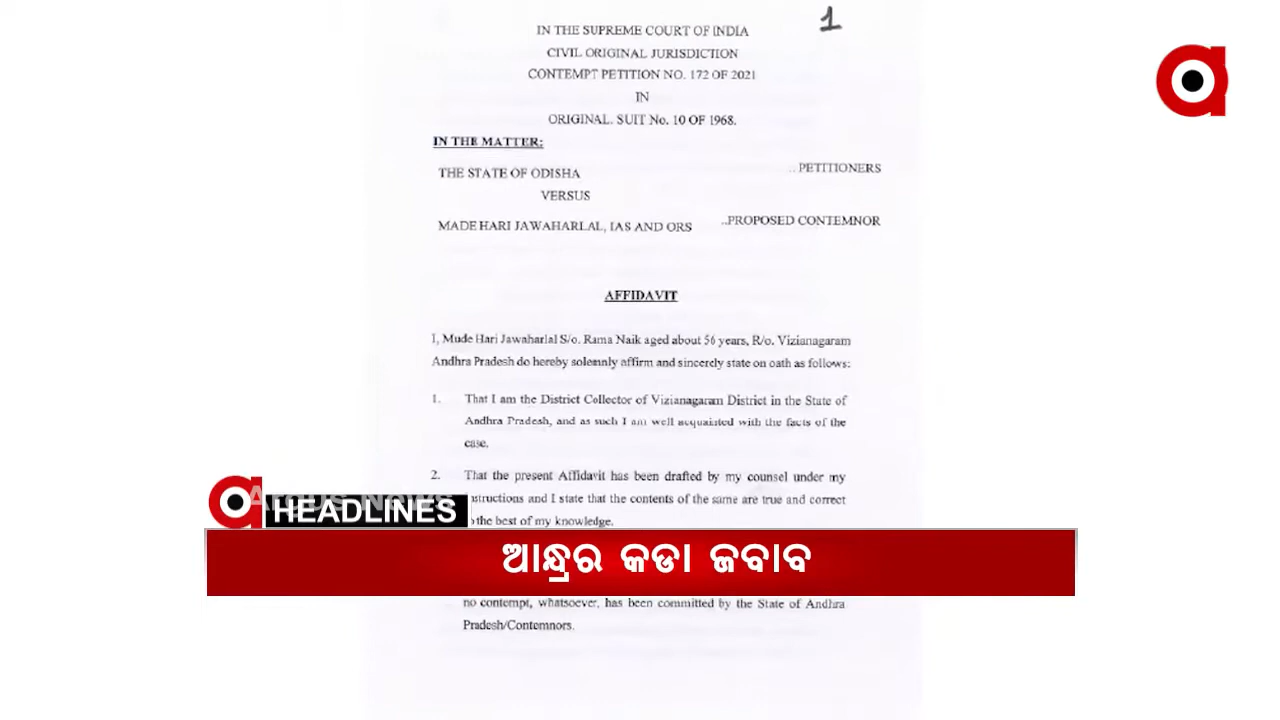 1
IN THE SUPREME COURT OF INDIA
CIVIL ORIGINAL JURISDICTION
CONTEMPT PETITION NO. 172 OF 2021
IN
ORIGINAL. SUIT No. 10 OF 1968.
IN THE MATTER:
THE STATE OF ODISHA ...PETITIONERS
VERSUS
MADE HARI JAWAHARLAL, IAS AND ORS ...PROPOSED CONTEMNOR
AFFIDAVIT
I, Mude Hari Jawaharlal S/o. Rama Naik aged about 56 years, R/o. Vizianagaram
Andhra Pradesh do hereby solemnly affirm and sincerely state on oath as follows:
1. That I am the District Collector of Vizianagaram District in the State of
Andhra Pradesh, and as such I am well acquainted with the facts of the
case.
2. That the present Affidavit has been drafted by my counsel under my
structions and I state that the contents of the same are true and correct
the best of my knowledge.
HEADLINES
ଆନ୍ଧ୍ରର କଡା ଜବାବ
no contempt, whatsoever, has been committed by the State of Andhra
Pradesh/Contemnors.